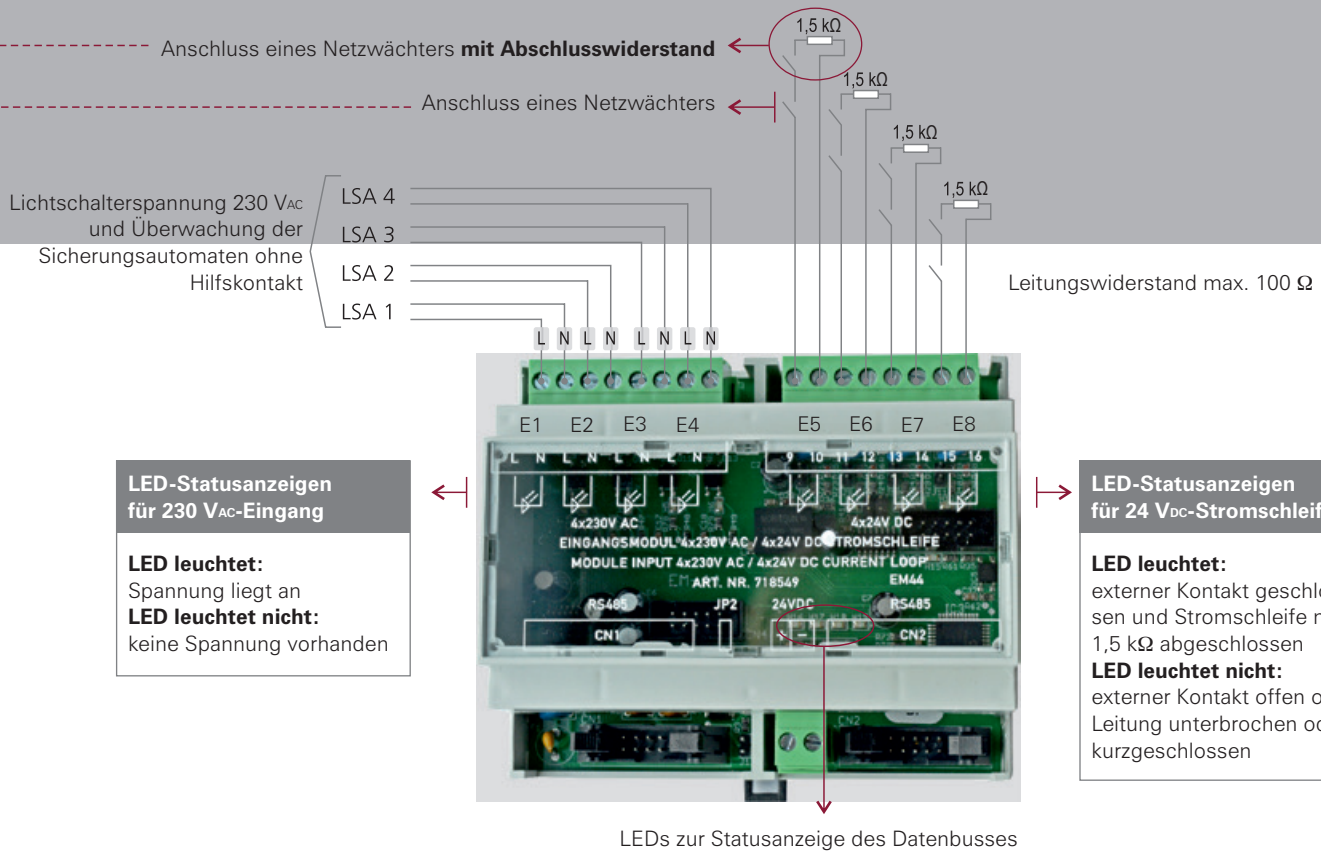 1,5 kΩ
Anschluss eines Netzwächters mit Abschlusswiderstand
1,5 kΩ
Anschluss eines Netzwächters
1,5 kΩ
1,5 kΩ
Lichtschalterspannung 230 VAC
und Überwachung der
Sicherungsautomaten ohne
Hilfskontakt
LSA 4
LSA 3
LSA 2
LSA 1
Leitungswiderstand max. 100 Ω
L N L N L N L N
E1 E2 E3 E4 E5 E6 E7 E8
L N L N L N L N 9 10 11 12 13 14 15 16
4x230V AC 4x24V DC
EINGANGSMODUL 4x230V AC / 4x24V DC STROMSCHLEIFE
MODULE INPUT 4x230V AC / 4x24V DC CURRENT LOOP
ART. NR. 718549 EM44
RS485 JP2 24VDC RS485
CN1 + − CN2
CN1 CN2
LED-Statusanzeigen
für 230 VAC-Eingang
LED leuchtet:
Spannung liegt an
LED leuchtet nicht:
keine Spannung vorhanden
LED-Statusanzeigen
für 24 VDC-Stromschleif
LED leuchtet:
externer Kontakt geschl
sen und Stromschleife
1,5 kΩ abgeschlossen
LED leuchtet nicht:
externer Kontakt offen
Leitung unterbrochen
kurzgeschlossen
LEDs zur Statusanzeige des Datenbusses